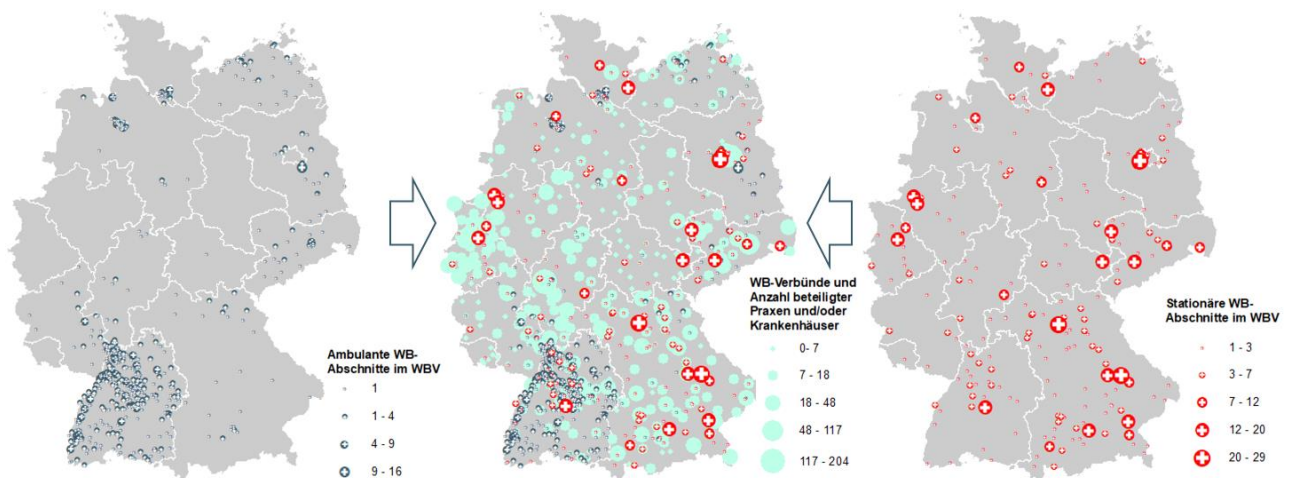 Ambulante WB-
Abschnitte im WBV
1
1 - 4
4 - 9
9 - 16
WB-Verbünde und
Anzahl beteiligter
Praxen und/oder
Krankenhäuser
0- 7
7 - 18
18 - 48
48 - 117
117 - 204
Stationäre WB-
Abschnitte im WBV
1 - 3
3 - 7
7 - 12
12 - 20
20 - 29